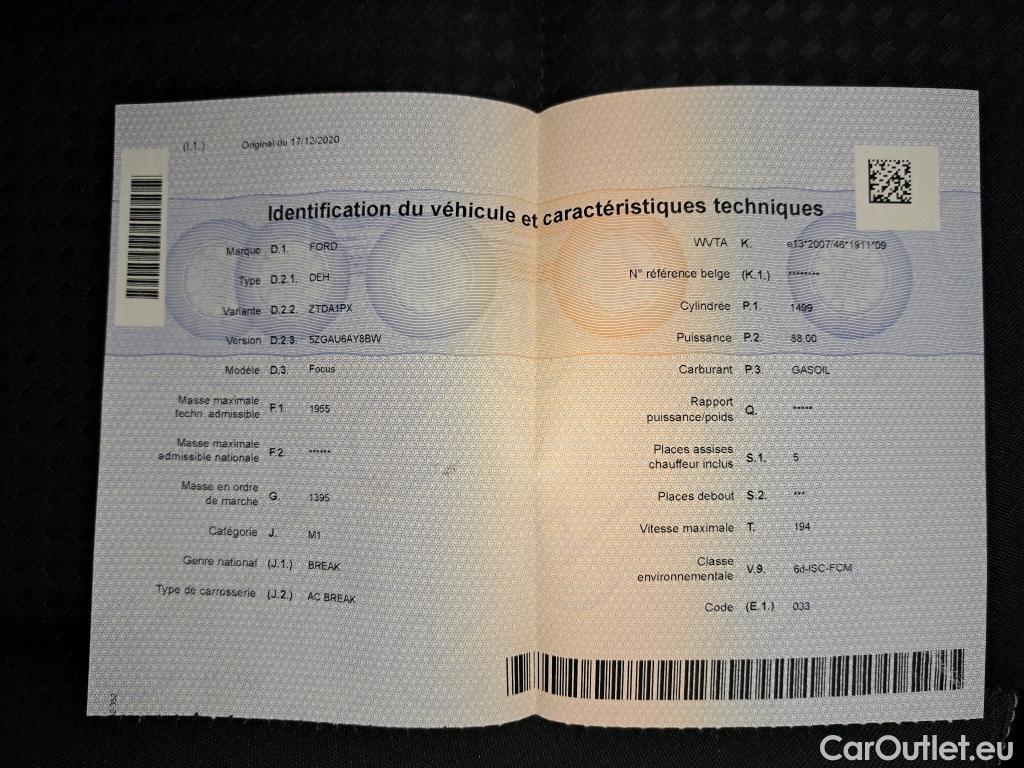 (I.1.) Original du 17/12/2020
Identification du véhicule et caractéristiques techniques
Marque D.1. FORD
Type D.2.1. DEH
Variante D.2.2. ZTDA1PX
Version D.2.3. 5ZGAU6AY8BW
Modèle D.3. Focus
Masse maximale
techn. admissible F.1. 1955
Masse maximale
admissible nationale F.2. ******
Masse en ordre
de marche G. 1395
Catégorie J. M1
Genre national (J.1.) BREAK
Type de carrosserie (J.2.) AC BREAK
WVTA K. e13*2007/46*1911*09
N° référence belge (K.1.) ********
Cylindrée P.1. 1499
Puissance P.2. 88.00
Carburant P.3. GASOIL
Rapport
puissance/poids Q. *****
Places assises
chauffeur inclus S.1. 5
Places debout S.2. ***
Vitesse maximale T. 194
Classe
environnementale V.9. 6d-ISC-FCM
Code (E.1.) 033
CarOutlet.eu